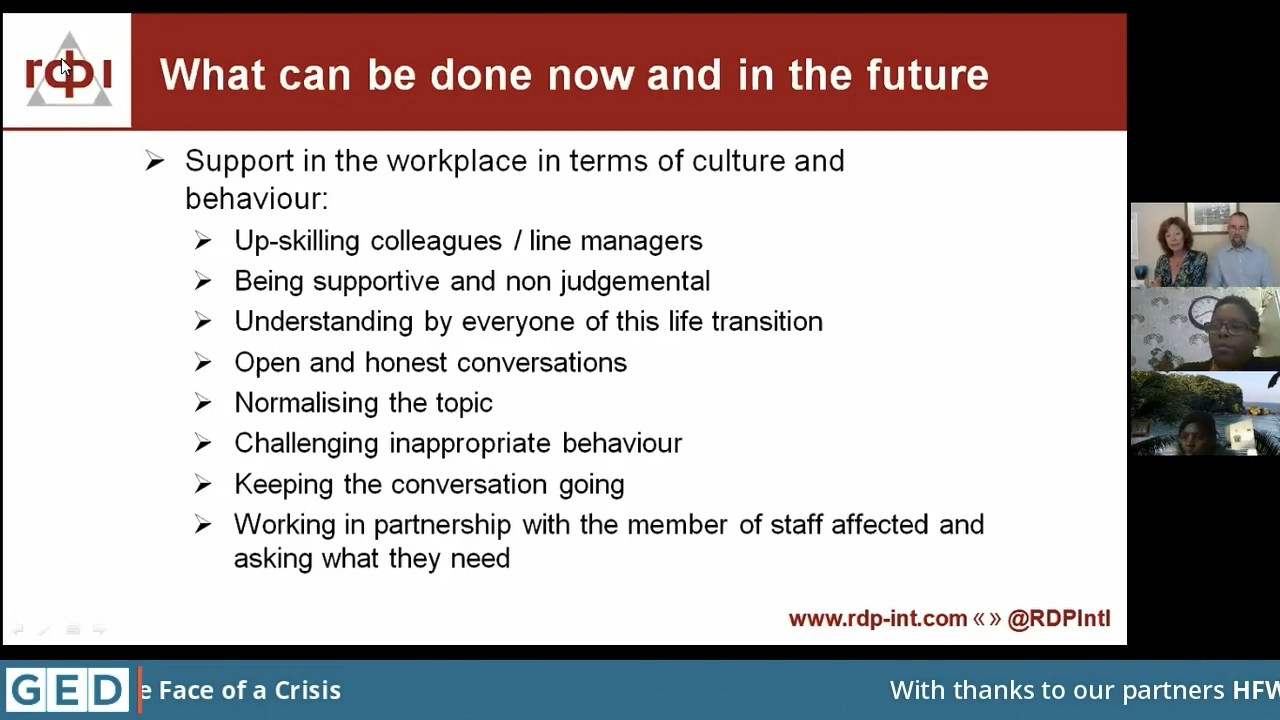 rdpI
What can be done now and in the future
Support in the workplace in terms of culture and
behaviour:
Up-skilling colleagues / line managers
Being supportive and non judgemental
Understanding by everyone of this life transition
Open and honest conversations
Normalising the topic
Challenging inappropriate behaviour
Keeping the conversation going
Working in partnership with the member of staff affected and
asking what they need
www.rdp-int.com «» @RDPIntl
GED
e Face of a Crisis
With thanks to our partners HFW